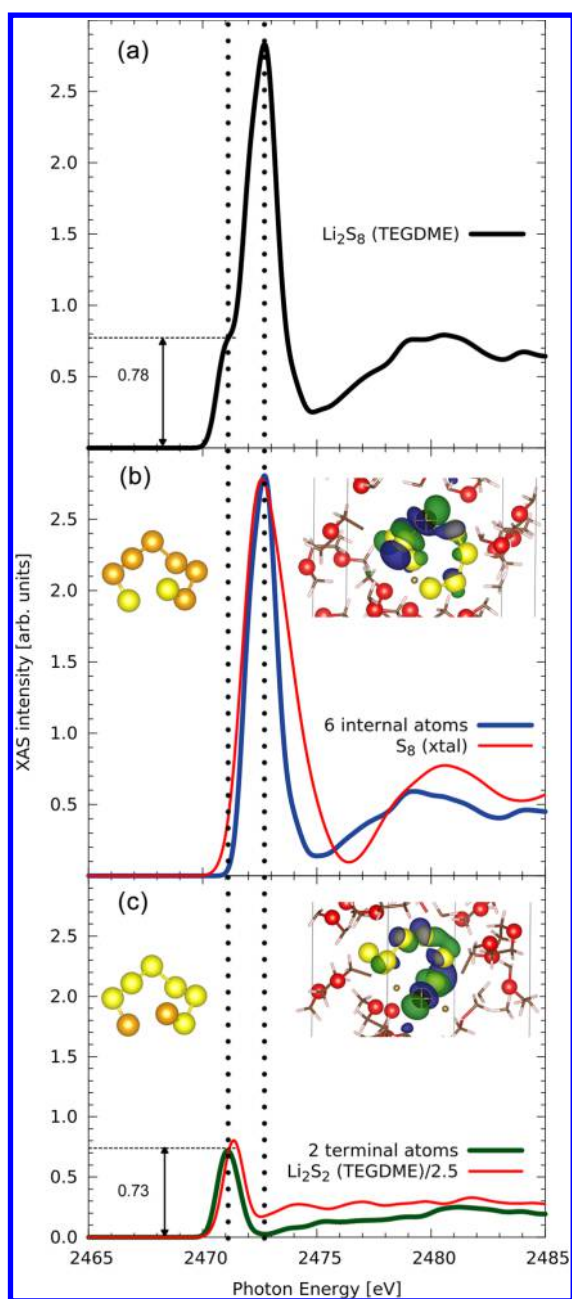 (a)
2.5
2.0
1.5
1.0
0.5
Li₂S₈ (TEGDME)
0.78
(b)
2.5
2.0
1.5
1.0
0.5
XAS intensity [arb. units]
6 internal atoms
S₈ (xtal)
(c)
2.5
2.0
1.5
1.0
0.5
0.0
2 terminal atoms
Li₂S₂ (TEGDME)/2.5
0.73
2465 2470 2475 2480 2485
Photon Energy [eV]